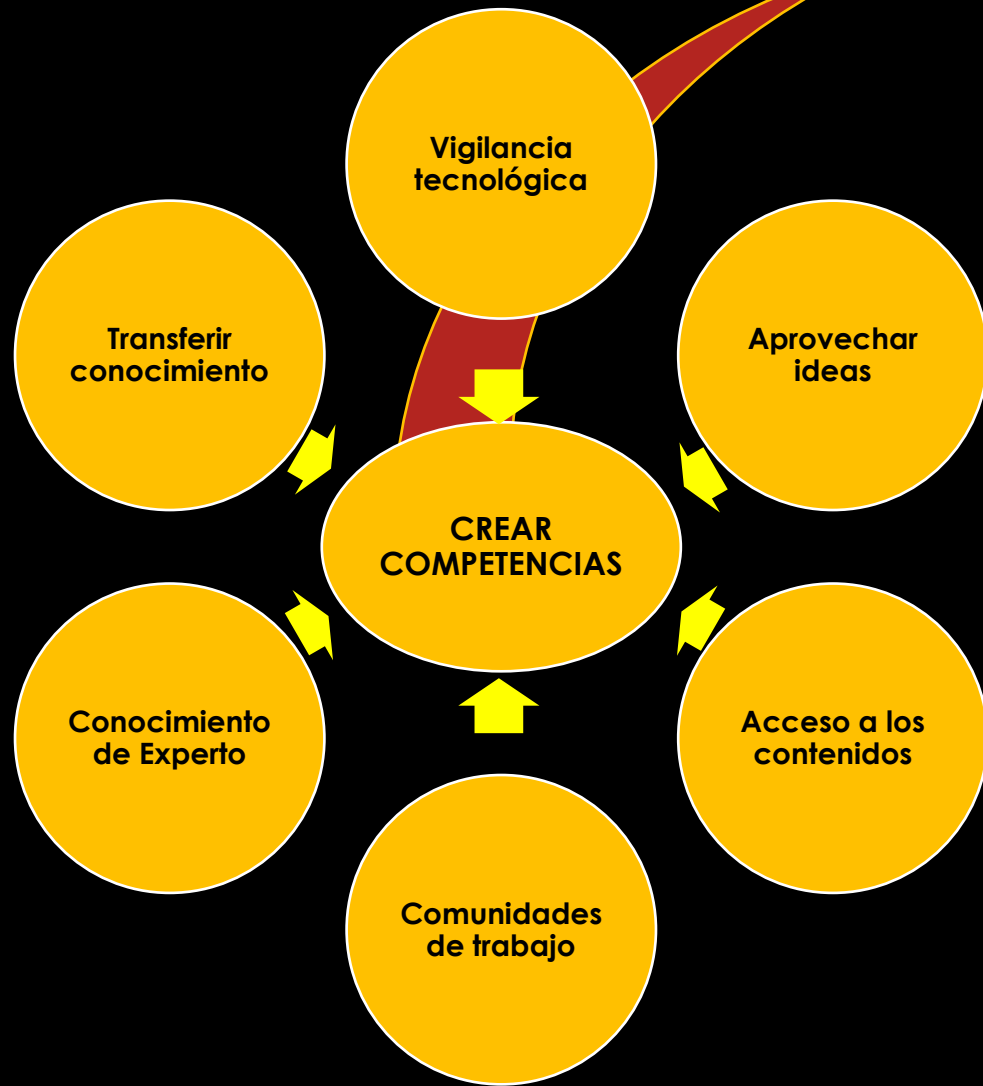 Vigilancia
tecnológica
Transferir
conocimiento
Aprovechar
ideas
CREAR
COMPETENCIAS
Conocimiento
de Experto
Acceso a los
contenidos
Comunidades
de trabajo